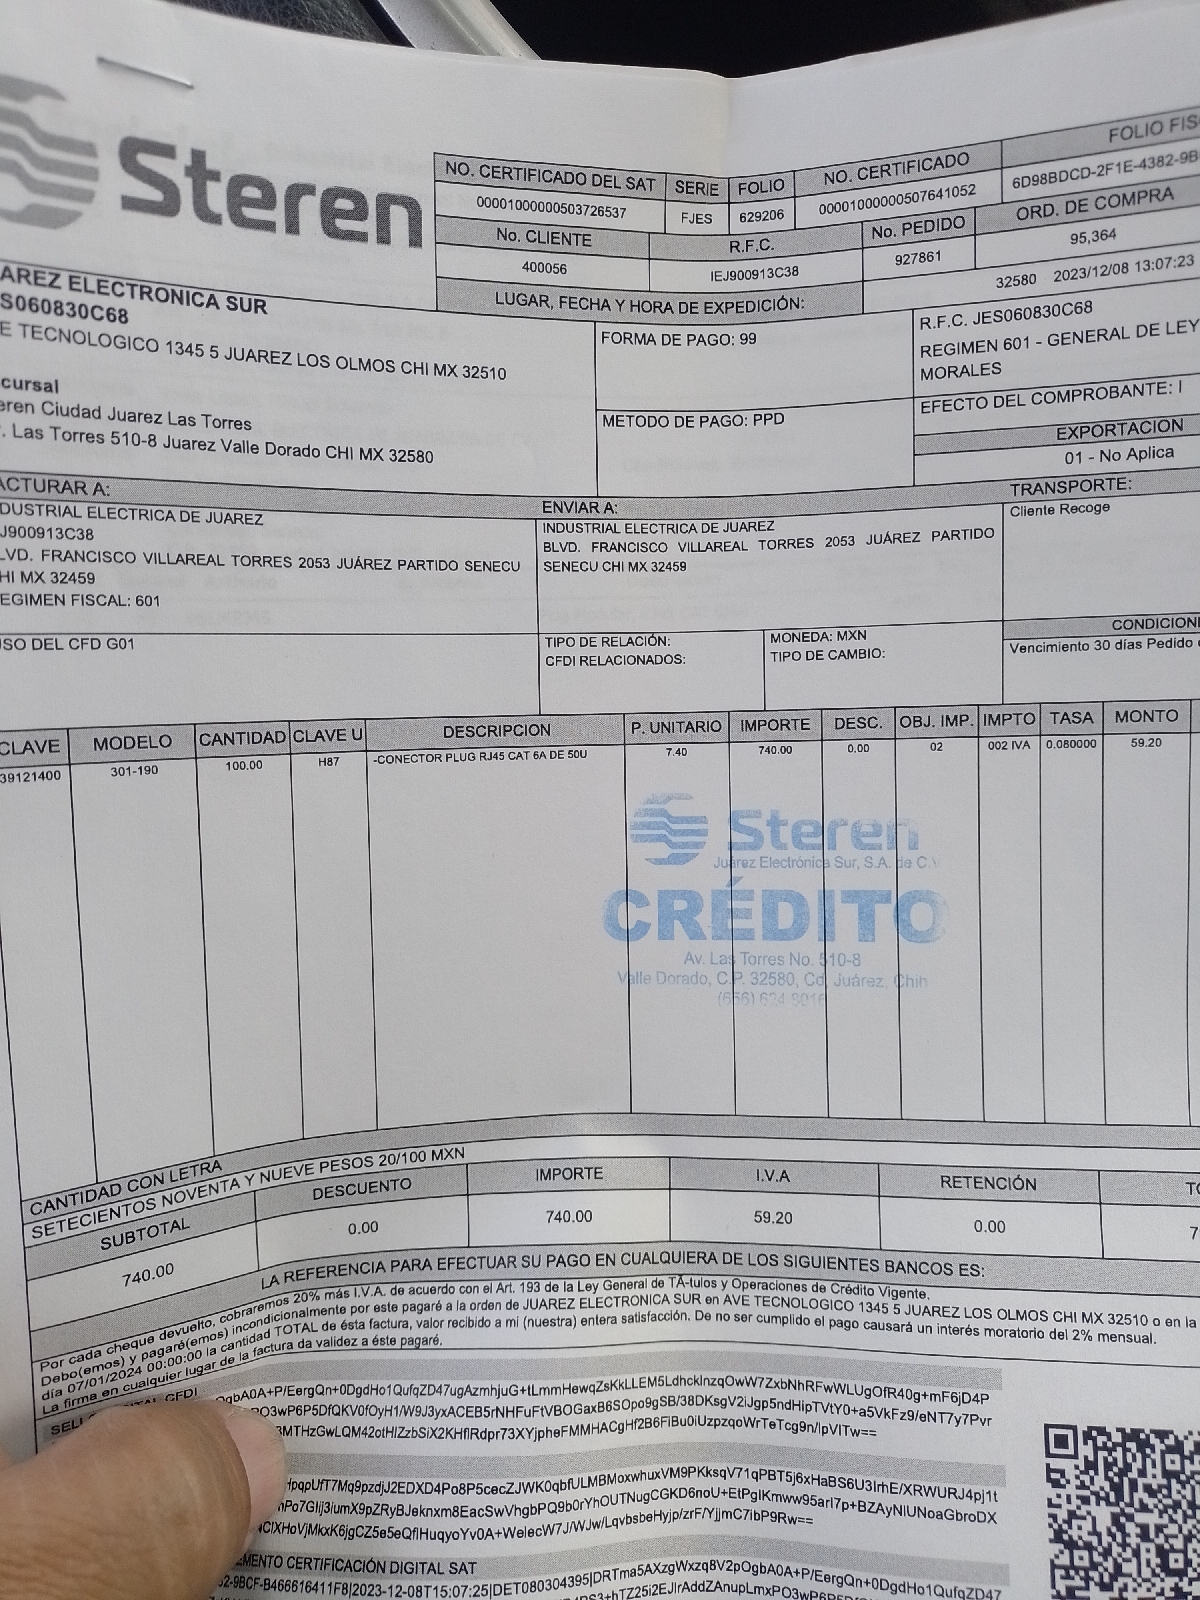 Steren
NO. CERTIFICADO DEL SAT SERIE FOLIO NO. CERTIFICADO FOLIO FIS
00001000000503726537 FJES 629206 00001000000507641052 6D98BDCD-2F1E-4382-9B
No. CLIENTE R.F.C. No. PEDIDO ORD. DE COMPRA
400056 IEJ900913C38 927861 95,364
LUGAR, FECHA Y HORA DE EXPEDICIÓN: 32580 2023/12/08 13:07:23
AREZ ELECTRONICA SUR
S060830C68
E TECNOLOGICO 1345 5 JUAREZ LOS OLMOS CHI MX 32510
cursal
eren Ciudad Juarez Las Torres
. Las Torres 510-8 Juarez Valle Dorado CHI MX 32580
FORMA DE PAGO: 99
METODO DE PAGO: PPD
R.F.C. JES060830C68
REGIMEN 601 - GENERAL DE LEY
MORALES
EFECTO DEL COMPROBANTE: I
EXPORTACION
01 - No Aplica
ACTURAR A:
DUSTRIAL ELECTRICA DE JUAREZ
J900913C38
LVD. FRANCISCO VILLAREAL TORRES 2053 JUÁREZ PARTIDO SENECU
HI MX 32459
EGIMEN FISCAL: 601
ENVIAR A:
INDUSTRIAL ELECTRICA DE JUAREZ
BLVD. FRANCISCO VILLAREAL TORRES 2053 JUÁREZ PARTIDO
SENECU CHI MX 32459
TRANSPORTE:
Cliente Recoge
SO DEL CFD G01
TIPO DE RELACIÓN:
CFDI RELACIONADOS:
MONEDA: MXN
TIPO DE CAMBIO:
CONDICION
Vencimiento 30 días Pedido
CLAVE MODELO CANTIDAD CLAVE U DESCRIPCION P. UNITARIO IMPORTE DESC. OBJ. IMP. IMPTO TASA MONTO
39121400 301-190 100.00 H87 -CONECTOR PLUG RJ45 CAT 6A DE 50U 7.40 740.00 0.00 02 002 IVA 0.080000 59.20
Steren
Juárez Electrónica Sur, S.A. de C.V
CRÉDITO
Av. Las Torres No. 510-8
Valle Dorado, C.P. 32580, Cd. Juárez, Chih
(656) 624 8016
CANTIDAD CON LETRA
SETECIENTOS NOVENTA Y NUEVE PESOS 20/100 MXN
SUBTOTAL DESCUENTO IMPORTE I.V.A RETENCIÓN TO
740.00 0.00 740.00 59.20 0.00 7
LA REFERENCIA PARA EFECTUAR SU PAGO EN CUALQUIERA DE LOS SIGUIENTES BANCOS ES:
Por cada cheque devuelto, cobraremos 20% más I.V.A. de acuerdo con el Art. 193 de la Ley General de TÂ-tulos y Operaciones de Crédito Vigente.
Debo(emos) y pagaré(emos) incondicionalmente por este pagaré a la orden de JUAREZ ELECTRONICA SUR en AVE TECNOLOGICO 1345 5 JUAREZ LOS OLMOS CHI MX 32510 o en la
día 07/01/2024 00:00:00 la cantidad TOTAL de ésta factura, valor recibido a mi (nuestra) entera satisfacción. De no ser cumplido el pago causará un interés moratorio del 2% mensual.
La firma en cualquier lugar de la factura da validez a éste pagaré.
CFDI
EMENTO CERTIFICACIÓN DIGITAL SAT